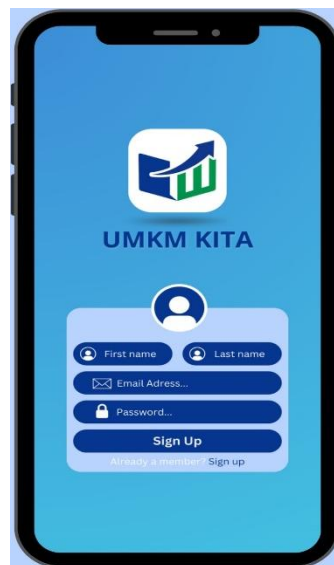 UMKM KITA
First name Last name
Email Adress...
Password...
Sign Up
Already a member? Sign up